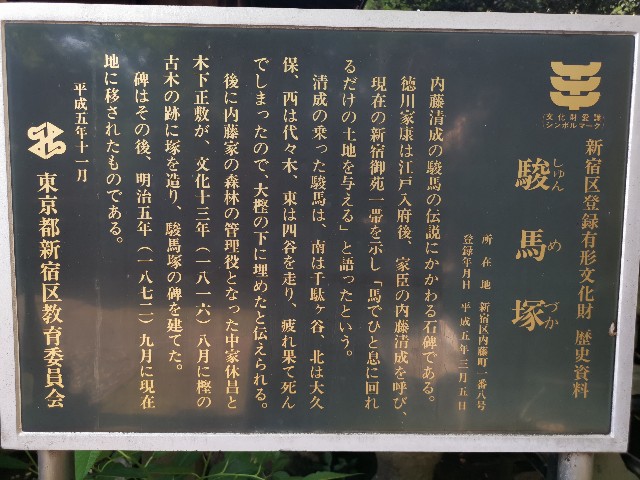 〈文化財愛護
シンボルマーク〉
新宿区登録有形文化財 歴史資料
駿馬塚
しゅんめづか
所在地 新宿区内藤町一番八号
登録年月日 平成五年三月五日
内藤清成の駿馬の伝説にかかわる石碑である。
徳川家康は江戸入府後、家臣の内藤清成を呼び、
現在の新宿御苑一帯を示し「馬でひと息に回れ
るだけの土地を与える」と語ったという。
清成の乗った駿馬は、南は千駄ヶ谷、北は大久
保、西は代々木、東は四谷を走り、疲れ果て死ん
でしまったので、大樫の下に埋めたと伝えられる。
後に内藤家の森林の管理役となった中家休昌と
木下正敷が、文化十三年（一八一六）八月に樫の
古木の跡に塚を造り、駿馬塚の碑を建てた。
碑はその後、明治五年（一八七二）九月に現在
地に移されたものである。
平成五年十一月
東京都新宿区教育委員会